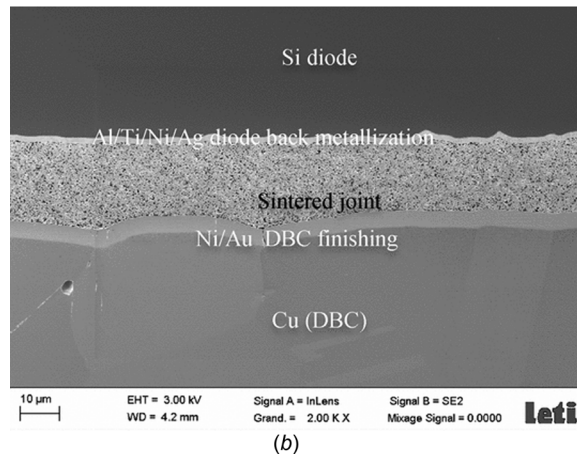 Si diode
Al/Ti/Ni/Ag diode back metallization
Sintered joint
Ni/Au DBC finishing
Cu (DBC)
10 µm
EHT = 3.00 kV
Signal A = InLens
Signal B = SE2
WD = 4.2 mm
Grand. = 2.00 K X
Mixage Signal = 0.0000
leti
(b)